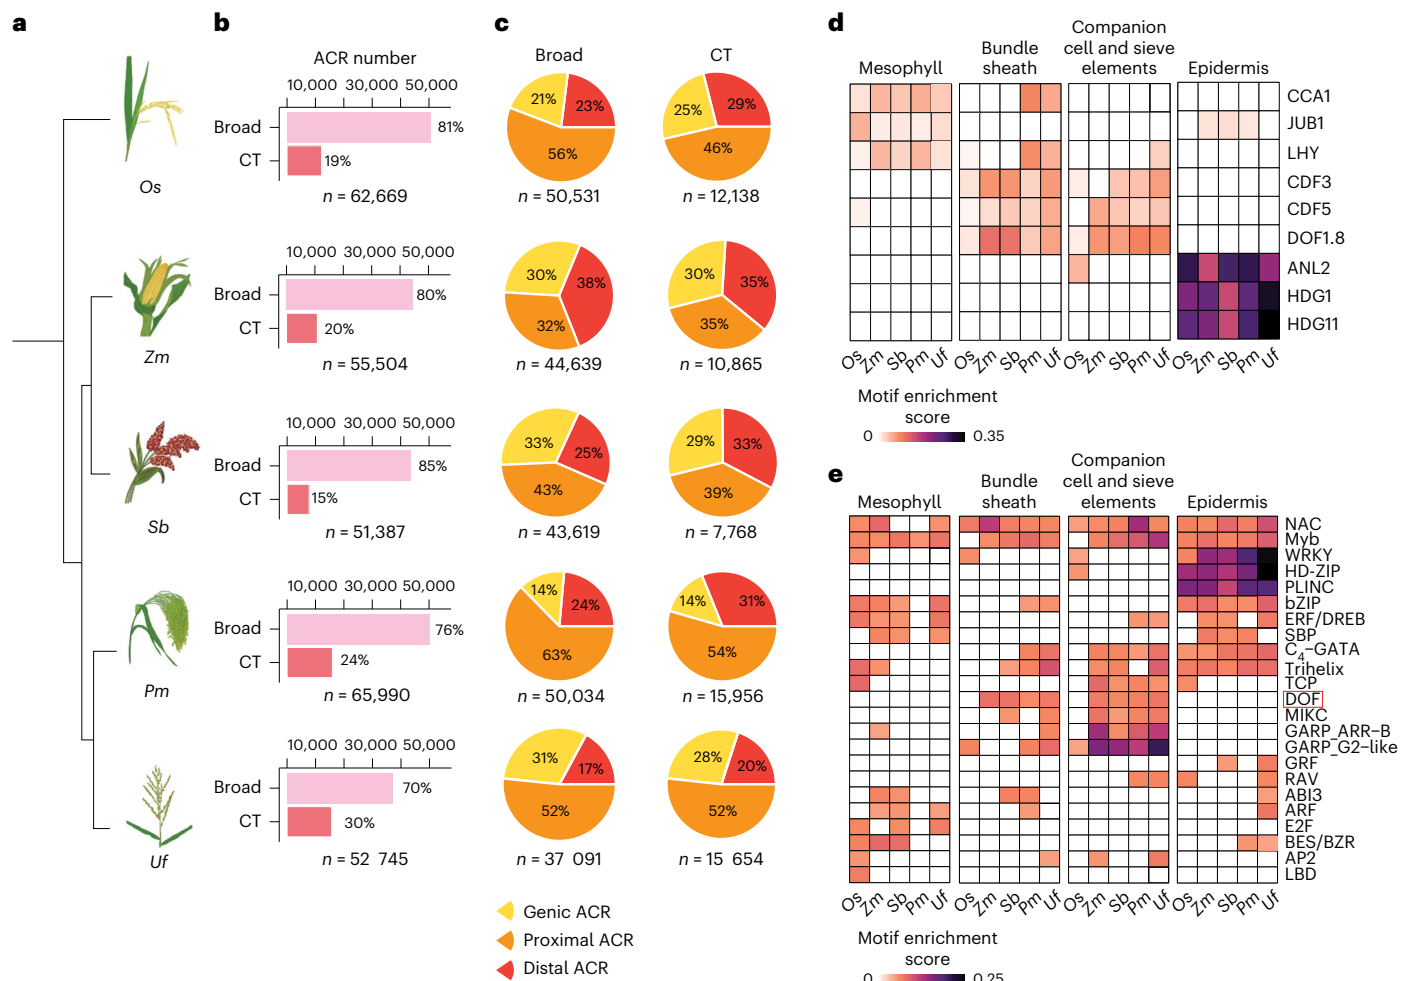 a
b
c
d
e
ACR number
10,000 30,000 50,000
Broad
81%
CT
19%
n = 62,669
Os
10,000 30,000 50,000
Broad
80%
CT
20%
n = 55,504
Zm
10,000 30,000 50,000
Broad
85%
CT
15%
n = 51,387
Sb
10,000 30,000 50,000
Broad
76%
CT
24%
n = 65,990
Pm
10,000 30,000 50,000
Broad
70%
CT
30%
n = 52 745
Uf
Broad
CT
21%
23%
56%
n = 50,531
25%
29%
46%
n = 12,138
30%
38%
32%
n = 44,639
30%
35%
35%
n = 10,865
33%
25%
43%
n = 43,619
29%
33%
39%
n = 7,768
14%
24%
63%
n = 50,034
14%
31%
54%
n = 15,956
31%
17%
52%
n = 37 091
28%
20%
52%
n = 15 654
Genic ACR
Proximal ACR
Distal ACR
Mesophyll
Bundle
sheath
Companion
cell and sieve
elements
Epidermis
CCA1
JUB1
LHY
CDF3
CDF5
DOF1.8
ANL2
HDG1
HDG11
Os Zm Sb Pm Uf
Os Zm Sb Pm Uf
Os Zm Sb Pm Uf
Os Zm Sb Pm Uf
Motif enrichment
score
0 0.35
Mesophyll
Bundle
sheath
Companion
cell and sieve
elements
Epidermis
NAC
Myb
WRKY
HD-ZIP
PLINC
bZIP
ERF/DREB
SBP
C4–GATA
Trihelix
TCP
DOF
MIKC
GARP_ARR–B
GARP_G2–like
GRF
RAV
ABI3
ARF
E2F
BES/BZR
AP2
LBD
Os Zm Sb Pm Uf
Os Zm Sb Pm Uf
Os Zm Sb Pm Uf
Os Zm Sb Pm Uf
Motif enrichment
score
0 0.25